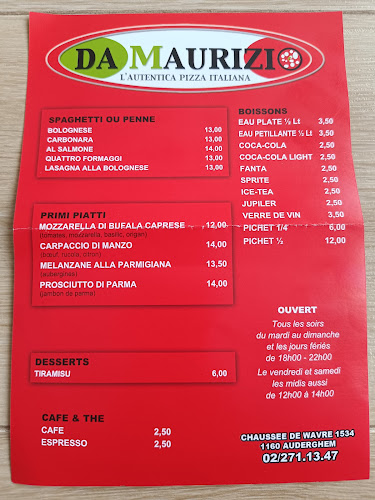 DA MAURIZIO
L'AUTENTICA PIZZA ITALIANA
SPAGHETTI OU PENNE
BOLOGNESE 13,00
CARBONARA 13,00
AL SALMONE 14,00
QUATTRO FORMAGGI 13,00
LASAGNA ALLA BOLOGNESE 13,00
PRIMI PIATTI
MOZZARELLA DI BUFALA CAPRESE 12,00
(tomates, mozzarella, basilic, origan)
CARPACCIO DI MANZO 14,00
(bœuf, rucola, citron)
MELANZANE ALLA PARMIGIANA 13,50
(aubergines)
PROSCIUTTO DI PARMA 14,00
(jambon de parma)
DESSERTS
TIRAMISU 6,00
CAFE & THE
CAFE 2,50
ESPRESSO 2,50
BOISSONS
EAU PLATE ½ Lt 3,50
EAU PETILLANTE ½ Lt 3,50
COCA-COLA 2,50
COCA-COLA LIGHT 2,50
FANTA 2,50
SPRITE 2,50
ICE-TEA 2,50
JUPILER 2,50
VERRE DE VIN 3,50
PICHET 1/4 6,00
PICHET ½ 12,00
OUVERT
Tous les soirs
du mardi au dimanche
et les jours fériés
de 18h00 - 22h00
Le vendredi et samedi
les midis aussi
de 12h00 à 14h00
CHAUSSEE DE WAVRE 1534
1160 AUDERGHEM
02/271.13.47